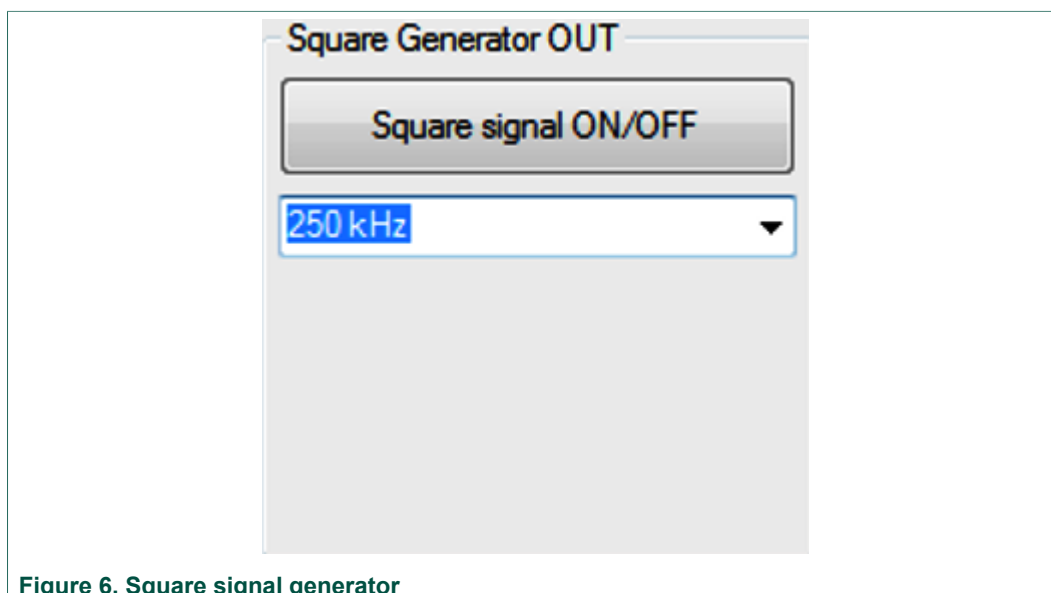 Square Generator OUT
Square signal ON/OFF
250 kHz
Figure 6. Square signal generator